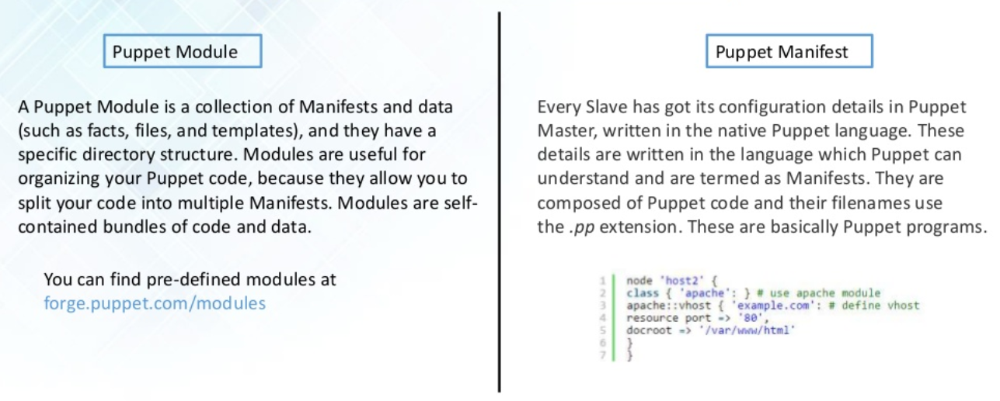 Puppet Module
A Puppet Module is a collection of Manifests and data
(such as facts, files, and templates), and they have a
specific directory structure. Modules are useful for
organizing your Puppet code, because they allow you to
split your code into multiple Manifests. Modules are self-
contained bundles of code and data.
You can find pre-defined modules at
forge.puppet.com/modules
Puppet Manifest
Every Slave has got its configuration details in Puppet
Master, written in the native Puppet language. These
details are written in the language which Puppet can
understand and are termed as Manifests. They are
composed of Puppet code and their filenames use
the .pp extension. These are basically Puppet programs.
1 node 'host2' {
2 class { 'apache': } # use apache module
3 apache::vhost { 'example.com': # define vhost
4 resource port => '80',
5 docroot => '/var/www/html'
6 }
7 }